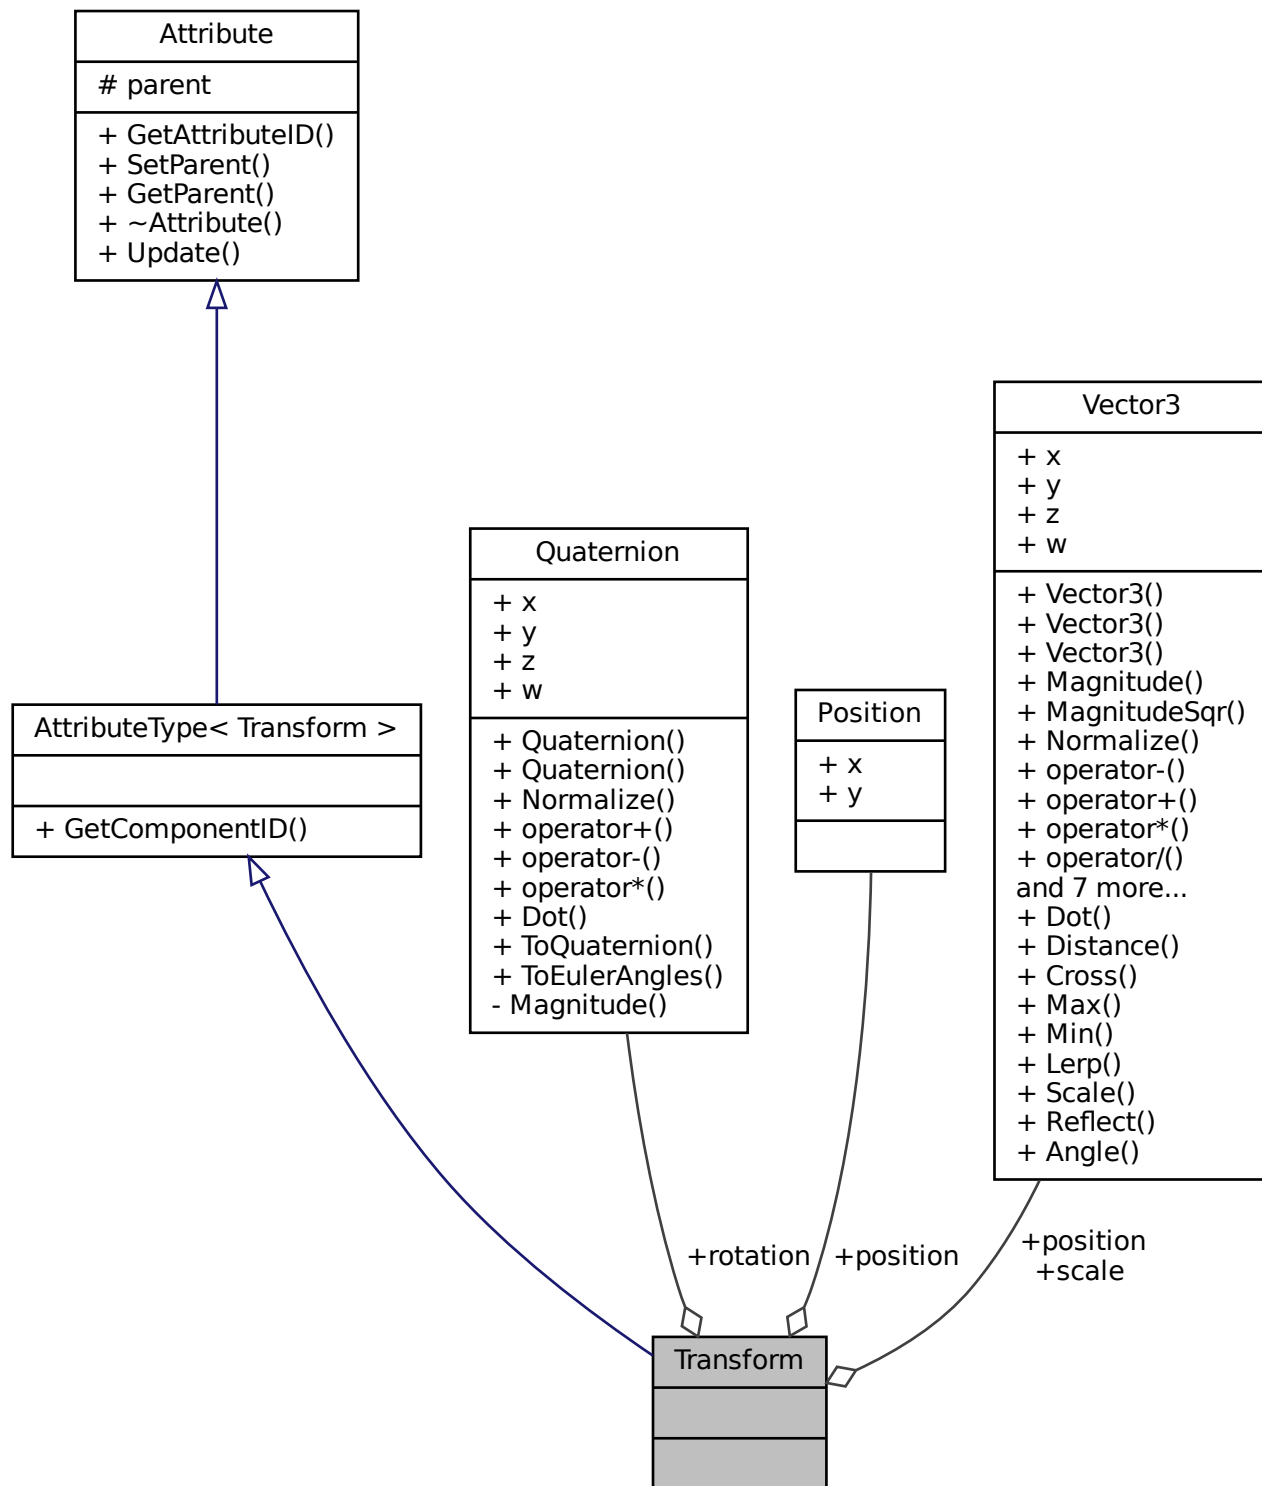 Attribute
# parent
+ GetAttributeID()
+ SetParent()
+ GetParent()
+ ~Attribute()
+ Update()
AttributeType< Transform >
+ GetComponentID()
Quaternion
+ x
+ y
+ z
+ w
+ Quaternion()
+ Quaternion()
+ Normalize()
+ operator+()
+ operator-()
+ operator*()
+ Dot()
+ ToQuaternion()
+ ToEulerAngles()
- Magnitude()
Position
+ x
+ y
Vector3
+ x
+ y
+ z
+ w
+ Vector3()
+ Vector3()
+ Vector3()
+ Magnitude()
+ MagnitudeSqr()
+ Normalize()
+ operator-()
+ operator+()
+ operator*()
+ operator/()
and 7 more...
+ Dot()
+ Distance()
+ Cross()
+ Max()
+ Min()
+ Lerp()
+ Scale()
+ Reflect()
+ Angle()
+rotation
+position
+position
+scale
Transform